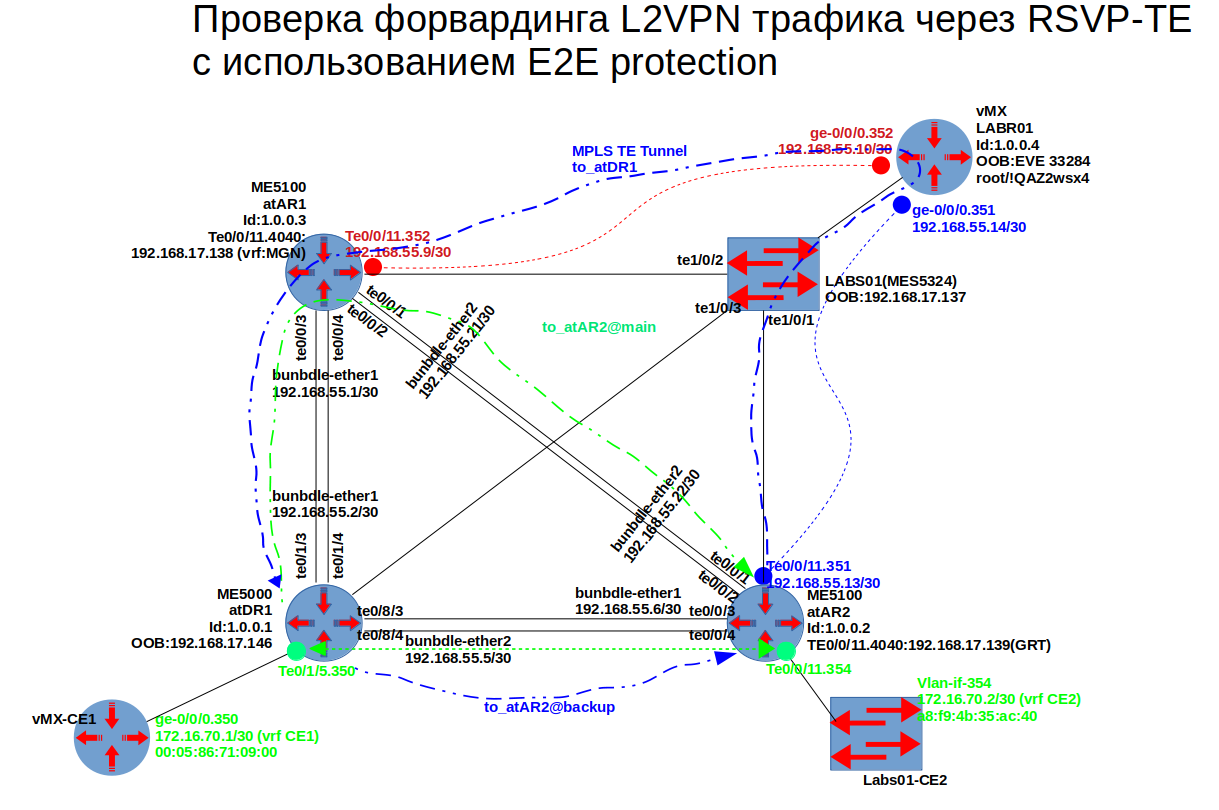 Проверка форвардинга L2VPN трафика через RSVP-TE
с использованием E2E protection
vMX
LABR01
Id:1.0.0.4
OOB:EVE 33284
root/!QAZ2wsx4
ge-0/0/0.352
192.168.55.10/30
MPLS TE Tunnel
to_atDR1
ME5100
atAR1
Id:1.0.0.3
Te0/0/11.4040:
192.168.17.138 (vrf:MGN)
Te0/0/11.352
192.168.55.9/30
ge-0/0/0.351
192.168.55.14/30
te1/0/2
LABS01(MES5324)
OOB:192.168.17.137
te1/0/3
te1/0/1
te0/0/1
te0/0/2
te0/0/3
te0/0/4
bunbdle-ether2
192.168.55.21/30
to_atAR2@main
bunbdle-ether1
192.168.55.1/30
bunbdle-ether1
192.168.55.2/30
bunbdle-ether2
192.168.55.22/30
te0/1/3
te0/1/4
te0/0/1
te0/0/2
Te0/0/11.351
192.168.55.13/30
ME5000
atDR1
Id:1.0.0.1
OOB:192.168.17.146
te0/8/3
te0/8/4
bunbdle-ether1
192.168.55.6/30
te0/0/3
te0/0/4
bunbdle-ether2
192.168.55.5/30
ME5100
atAR2
Id:1.0.0.2
TE0/0/11.4040:192.168.17.139(GRT)
Te0/1/5.350
Te0/0/11.354
to_atAR2@backup
vMX-CE1
ge-0/0/0.350
172.16.70.1/30 (vrf CE1)
00:05:86:71:09:00
Vlan-if-354
172.16.70.2/30 (vrf CE2)
a8:f9:4b:35:ac:40
Labs01-CE2